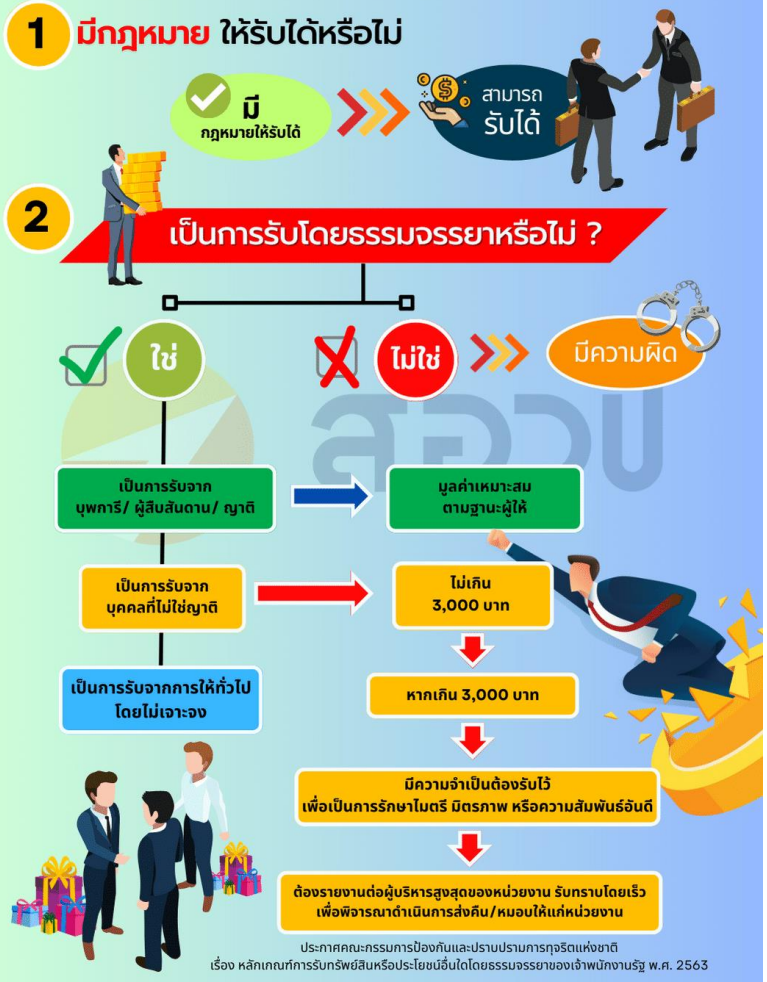 1 มีกฎหมาย ให้รับได้หรือไม่
มี
กฎหมายให้รับได้
สามารถ
รับได้
2
เป็นการรับโดยธรรมจรรยาหรือไม่ ?
ใช่
ไม่ใช่
มีความผิด
สอวช
เป็นการรับจาก
บุพการี/ ผู้สืบสันดาน/ ญาติ
มูลค่าเหมาะสม
ตามฐานะผู้ให้
เป็นการรับจาก
บุคคลที่ไม่ใช่ญาติ
ไม่เกิน
3,000 บาท
เป็นการรับจากการให้ทั่วไป
โดยไม่เจาะจง
หากเกิน 3,000 บาท
มีความจำเป็นต้องรับไว้
เพื่อเป็นการรักษาไมตรี มิตรภาพ หรือความสัมพันธ์อันดี
ต้องรายงานต่อผู้บริหารสูงสุดของหน่วยงาน รับทราบโดยเร็ว
เพื่อพิจารณาดำเนินการส่งคืน/มอบให้แก่หน่วยงาน
ประกาศคณะกรรมการป้องกันและปราบปรามการทุจริตแห่งชาติ
เรื่อง หลักเกณฑ์การรับทรัพย์สินหรือประโยชน์อื่นใดโดยธรรมจรรยาของเจ้าพนักงานรัฐ พ.ศ. 2563